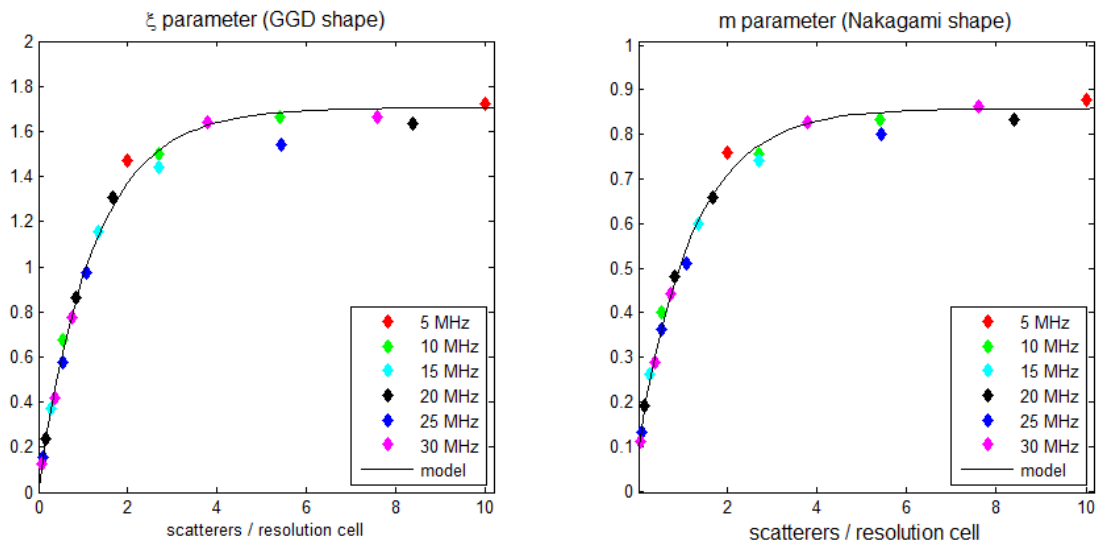 ξ parameter (GGD shape)
2
1.8
1.6
1.4
1.2
1
0.8
0.6
0.4
0.2
0
0
2
4
6
8
10
scatterers / resolution cell
5 MHz
10 MHz
15 MHz
20 MHz
25 MHz
30 MHz
model
m parameter (Nakagami shape)
1
0.9
0.8
0.7
0.6
0.5
0.4
0.3
0.2
0.1
0
0
2
4
6
8
10
scatterers / resolution cell
5 MHz
10 MHz
15 MHz
20 MHz
25 MHz
30 MHz
model